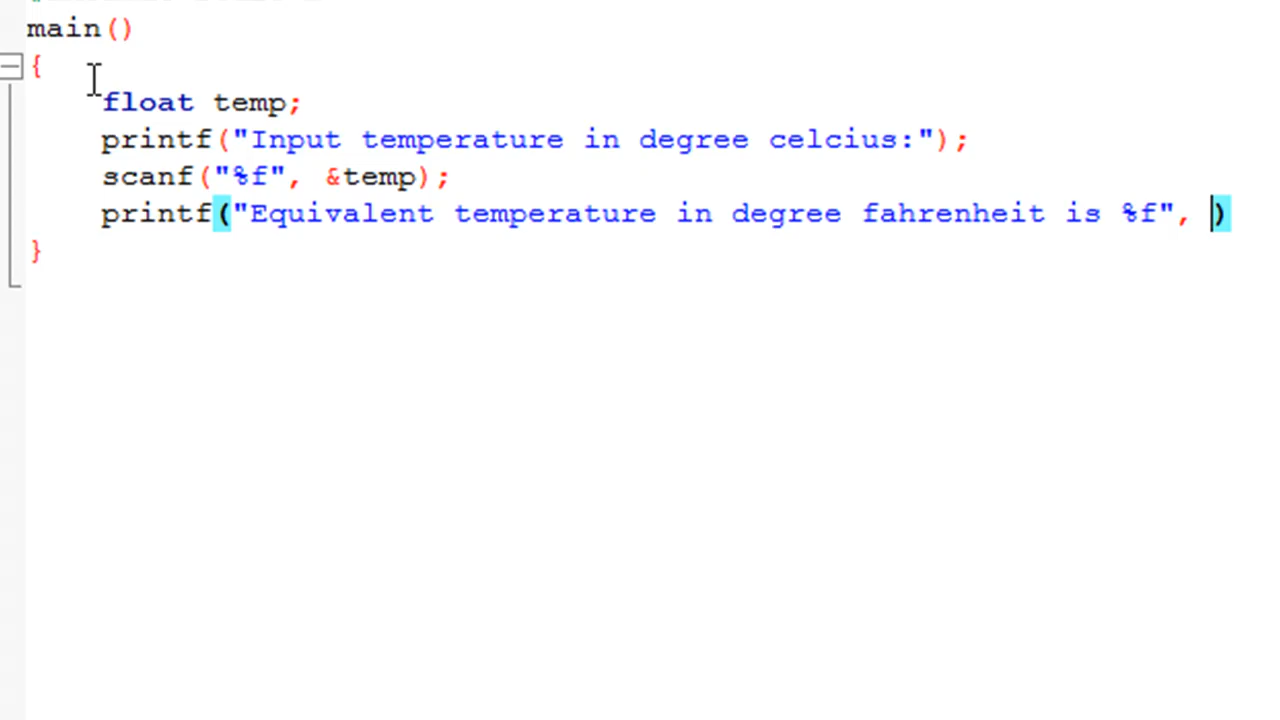 main()
{
float temp;
printf("Input temperature in degree celcius:");
scanf("%f", &temp);
printf("Equivalent temperature in degree fahrenheit is %f", )
}